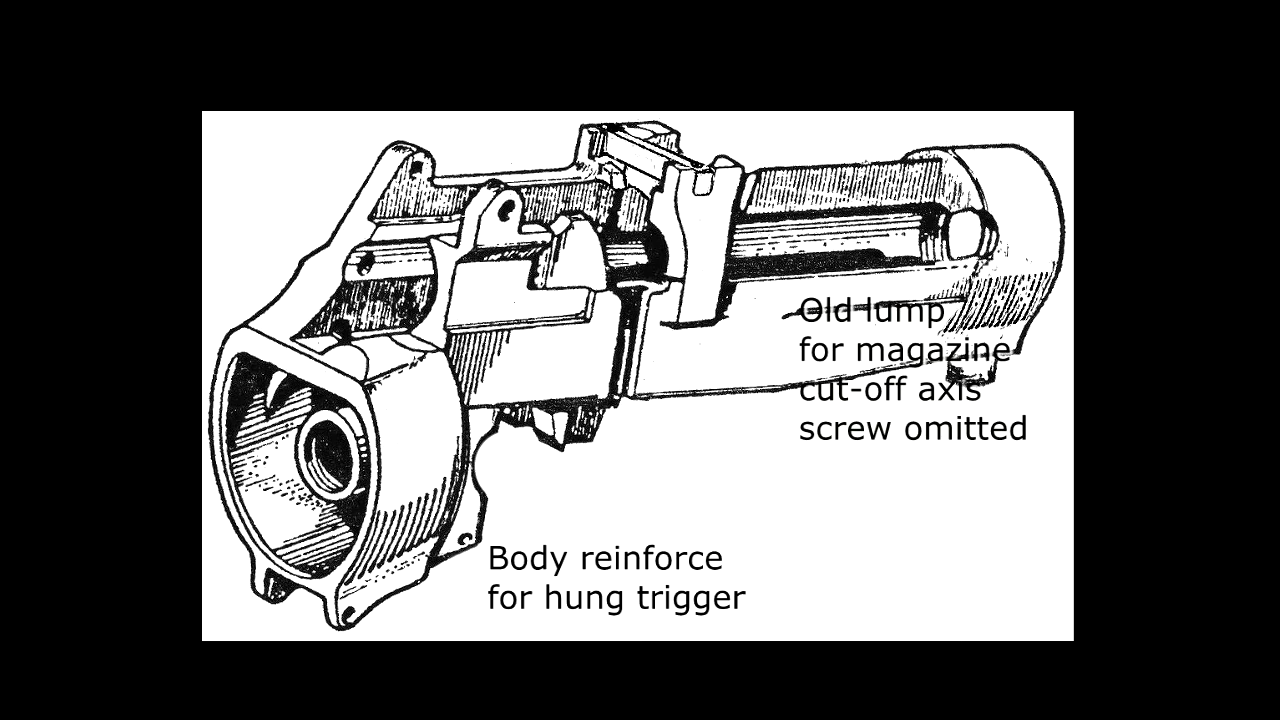 Old lump
for magazine
cut-off axis
screw omitted
Body reinforce
for hung trigger